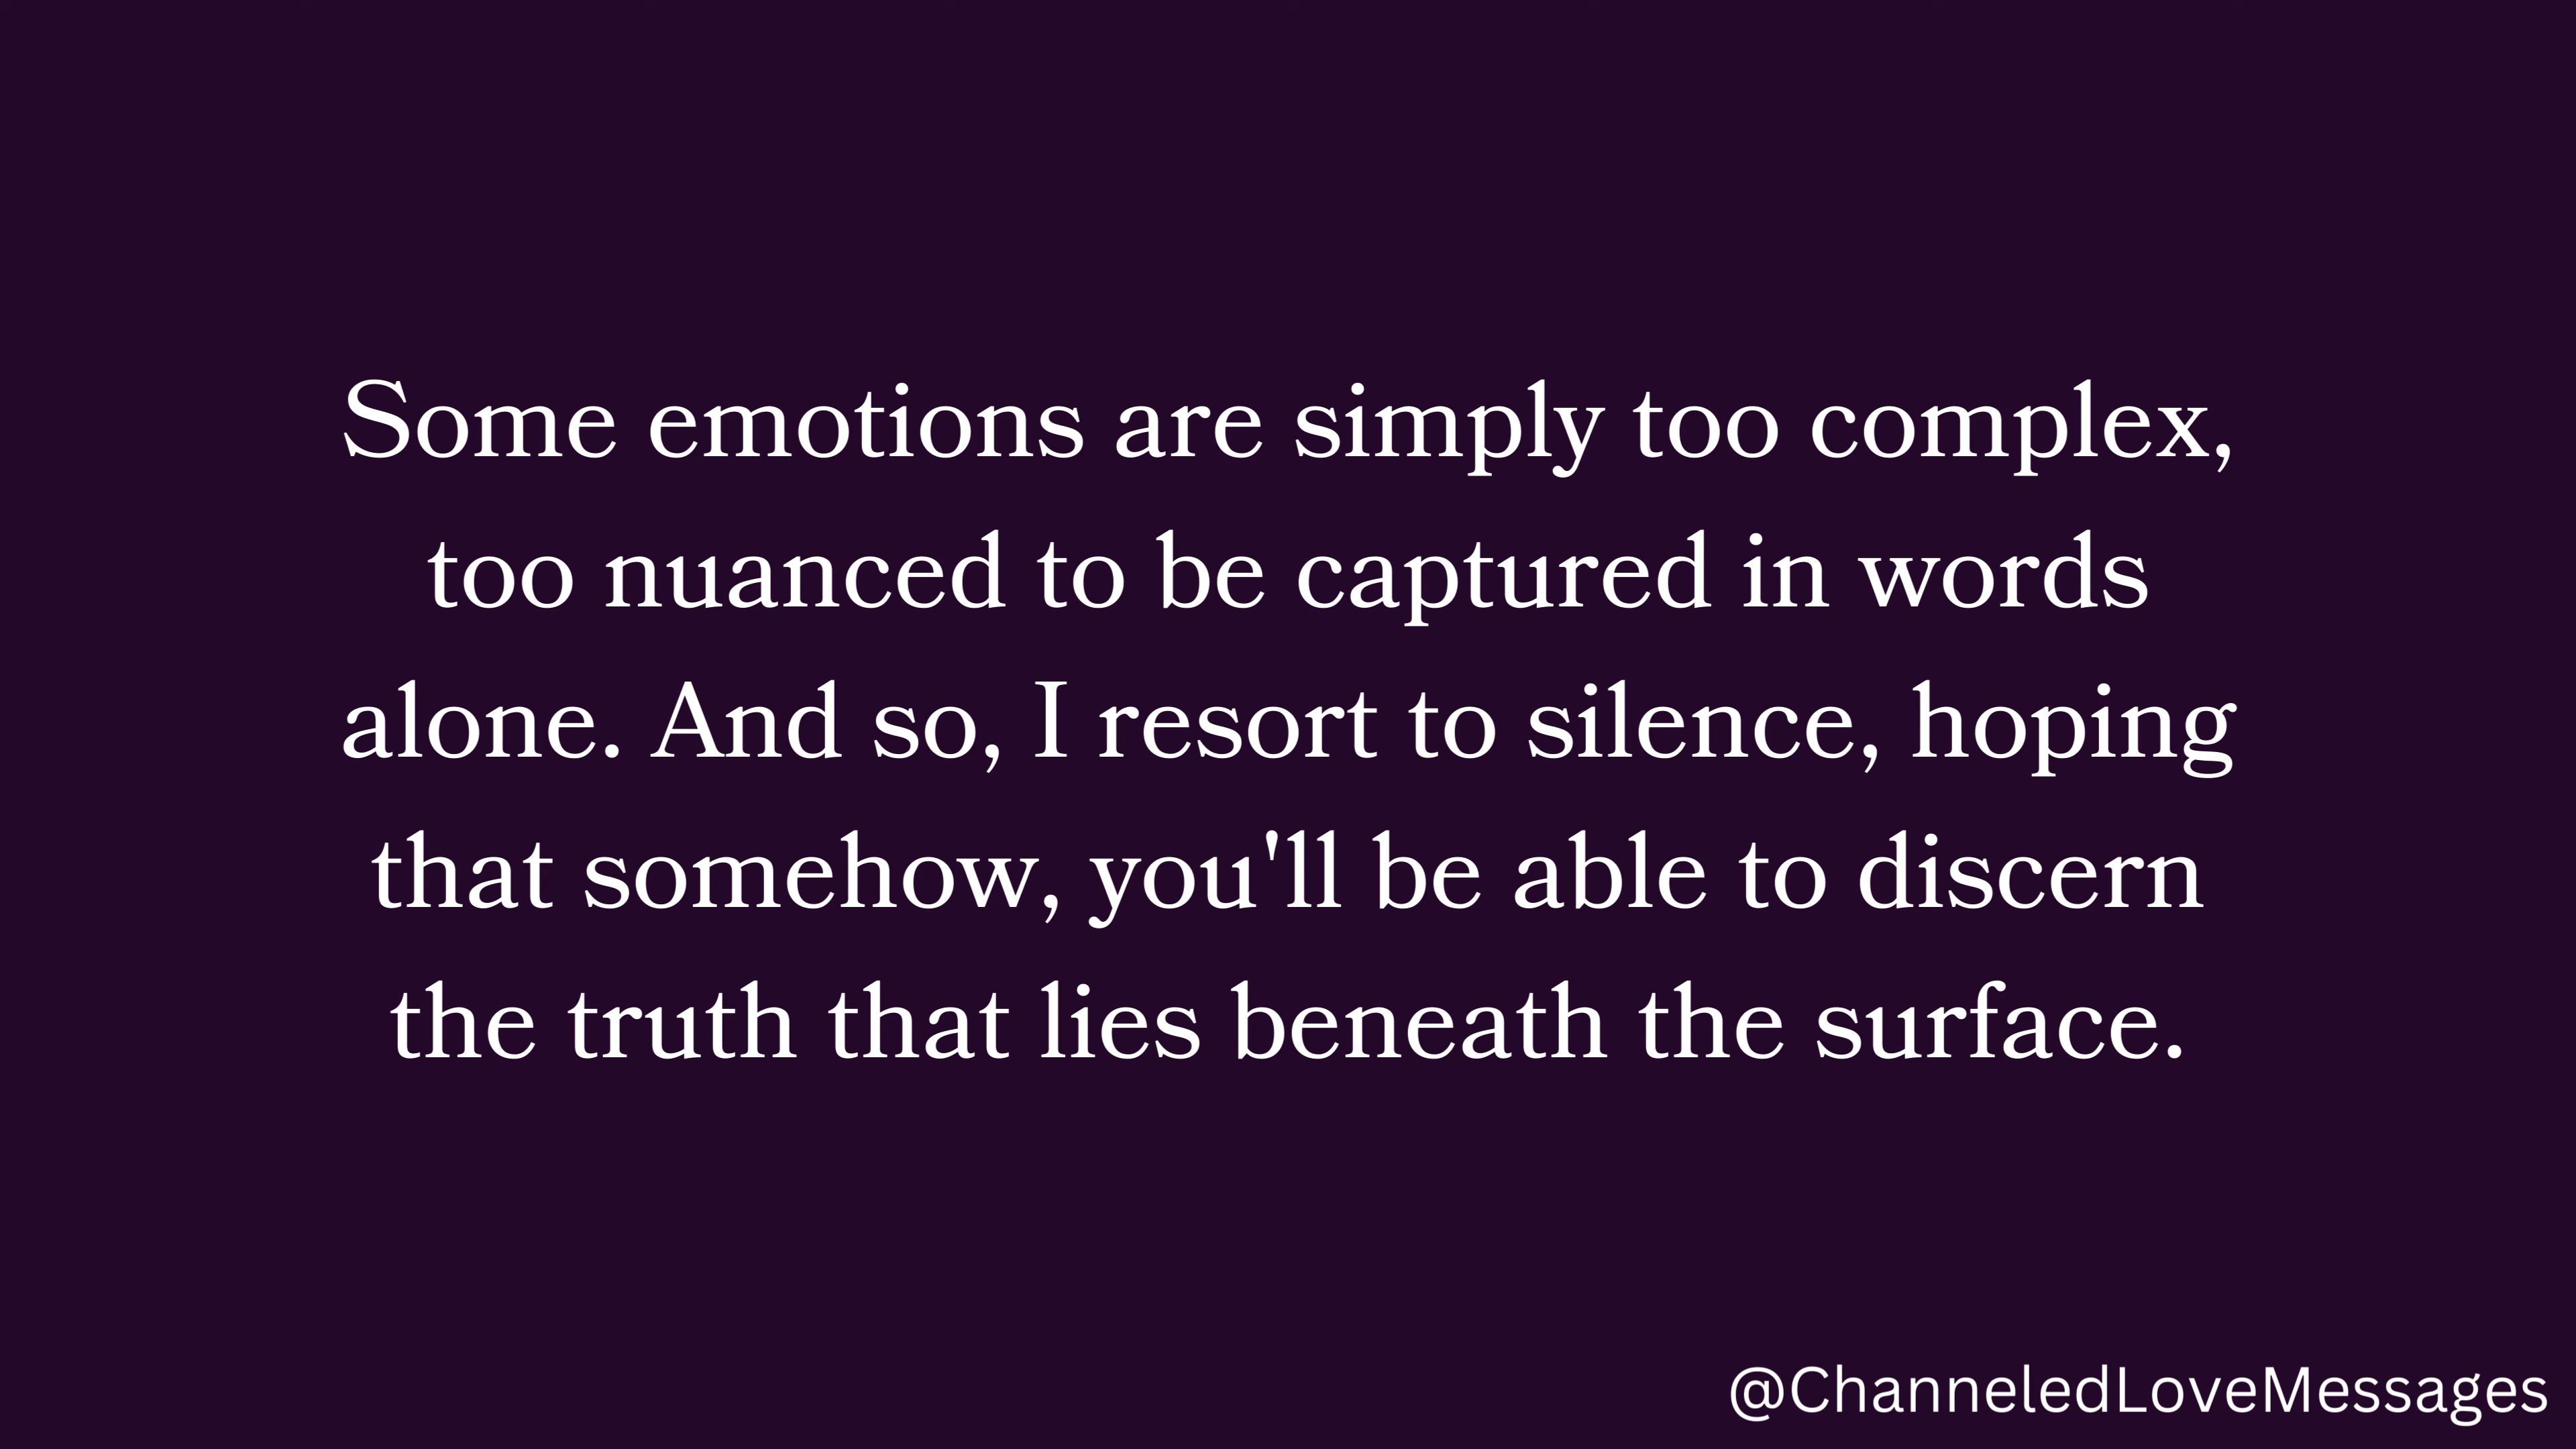 Some emotions are simply too complex,
too nuanced to be captured in words
alone. And so, I resort to silence, hoping
that somehow, you'll be able to discern
the truth that lies beneath the surface.
@ChanneledLoveMessages